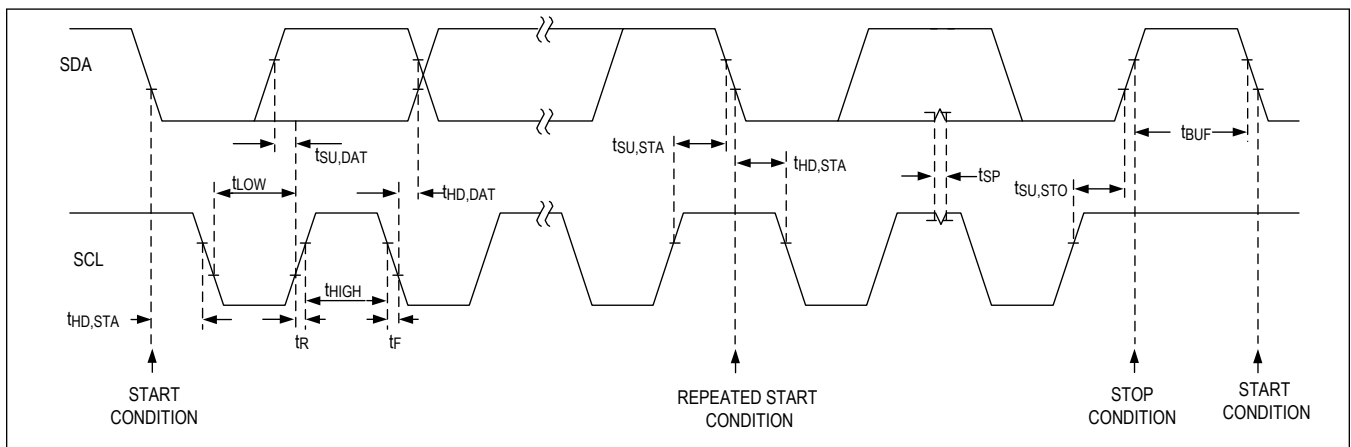 SDA
tSU,DAT
tLOW
tHD,DAT
tSU,STA
tHD,STA
tSP
tSU,STO
tBUF
SCL
tHD,STA
tR
tHIGH
tF
START
CONDITION
REPEATED START
CONDITION
STOP
CONDITION
START
CONDITION